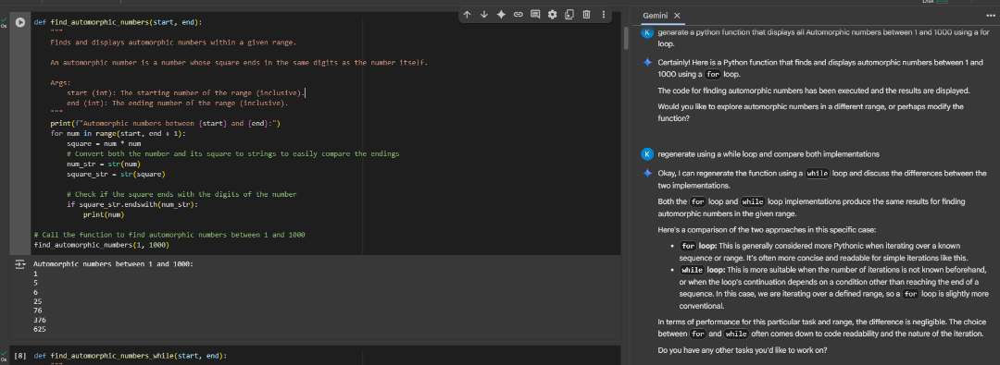 Disk
0s
def find_automorphic_numbers(start, end):
"""
Finds and displays automorphic numbers within a given range.
An automorphic number is a number whose square ends in the same digits as the number itself.
Args:
start (int): The starting number of the range (inclusive).
end (int): The ending number of the range (inclusive).
"""
print(f"Automorphic numbers between {start} and {end}:")
for num in range(start, end + 1):
square = num * num
# Convert both the number and its square to strings to easily compare the endings
num_str = str(num)
square_str = str(square)
# Check if the square ends with the digits of the number
if square_str.endswith(num_str):
print(num)
# Call the function to find automorphic numbers between 1 and 1000
find_automorphic_numbers(1, 1000)
Automorphic numbers between 1 and 1000:
1
5
6
25
76
376
625
0s
[8] def find_automorphic_numbers_while(start, end):
"""
Gemini X
K generate a python function that displays all Automorphic numbers between 1 and 1000 using a for
loop.
Certainly! Here is a Python function that finds and displays automorphic numbers between 1 and
1000 using a for loop.
The code for finding automorphic numbers has been executed and the results are displayed.
Would you like to explore automorphic numbers in a different range, or perhaps modify the
function?
K regenerate using a while loop and compare both implementations
Okay, I can regenerate the function using a while loop and discuss the differences between the
two implementations.
Both the for loop and while loop implementations produce the same results for finding
automorphic numbers in the given range.
Here's a comparison of the two approaches in this specific case:
• for loop: This is generally considered more Pythonic when iterating over a known
sequence or range. It's often more concise and readable for simple iterations like this.
• while loop: This is more suitable when the number of iterations is not known beforehand,
or when the loop's continuation depends on a condition other than reaching the end of a
sequence. In this case, we are iterating over a defined range, so a for loop is slightly more
conventional.
In terms of performance for this particular task and range, the difference is negligible. The choice
between for and while often comes down to code readability and the nature of the iteration.
Do you have any other tasks you'd like to work on?